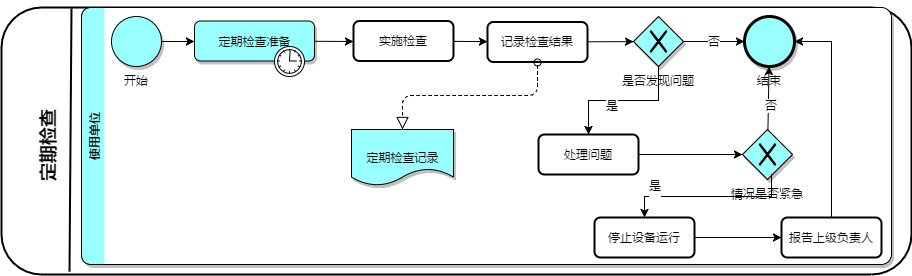 定期检查
使用单位
开始
定期检查准备
实施检查
记录检查结果
是否发现问题
否
结束
是
否
定期检查记录
处理问题
情况是否紧急
是
停止设备运行
报告上级负责人